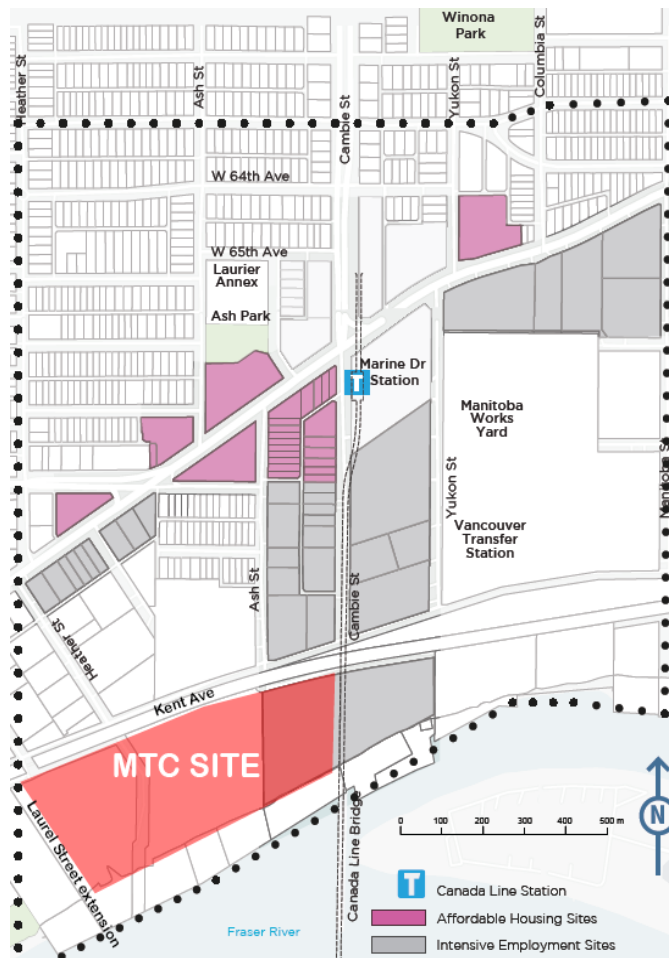 Winona
Park
Heather St
Ash St
Cambie St
Yukon St
Columbia St
W 64th Ave
W 65th Ave
Laurier
Annex
Ash Park
Marine Dr
Station
T
Manitoba
Works
Yard
Manitoba St
Yukon St
Vancouver
Transfer
Station
Ash St
Cambie St
Heather St
Kent Ave
MTC SITE
Laurel Street extension
Canada Line Bridge
N
0 100 200 300 400 500 m
T Canada Line Station
Affordable Housing Sites
Intensive Employment Sites
Fraser River